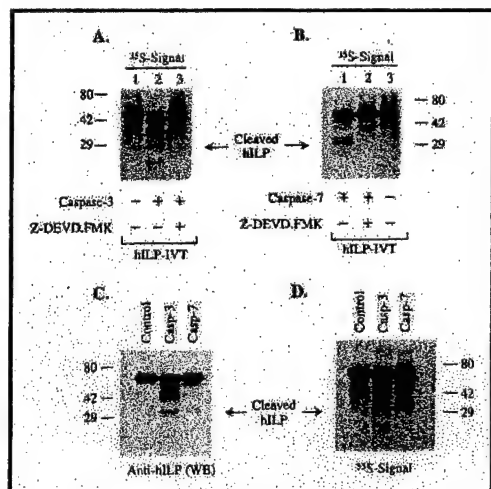 A.
³⁵S-Signal
1 2 3
80
42
29
Caspase-3 − + +
Z-DEVD.FMK − − +
hILP-IVT
B.
³⁵S-Signal
1 2 3
80
42
29
Caspase-7 + + −
Z-DEVD.FMK − + −
hILP-IVT
Cleaved
hILP
C.
Control
Casp-3
Casp-7
80
42
29
Anti-hILP (WB)
D.
Control
Casp-3
Casp-7
80
42
29
³⁵S-Signal
Cleaved
hILP